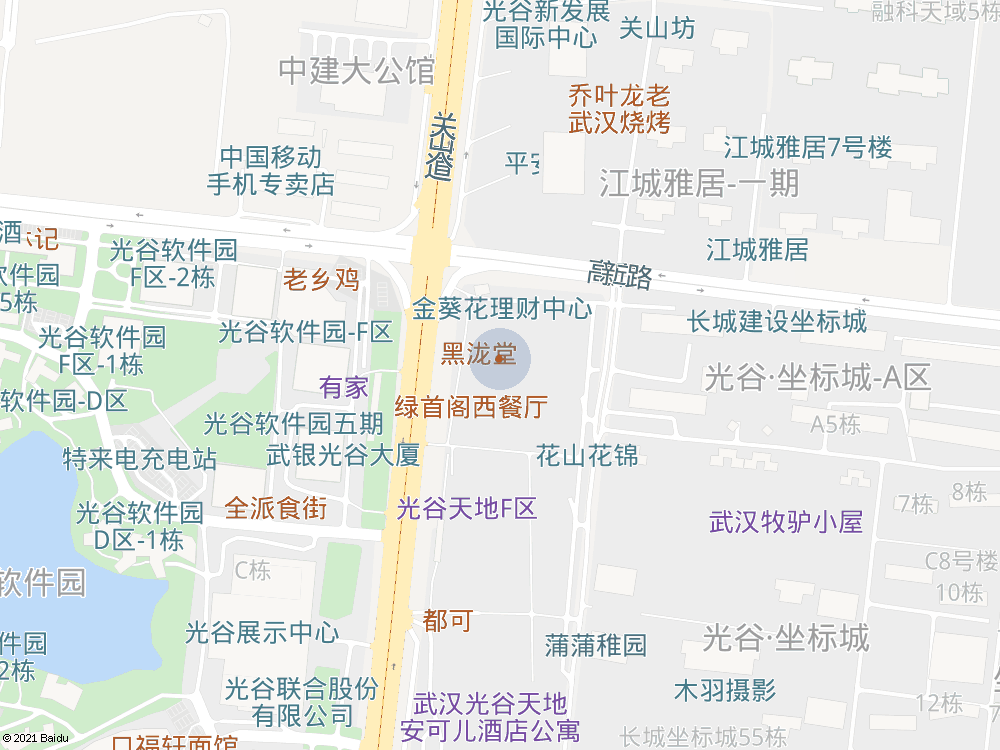 光谷新发展
国际中心
关山坊
融科天域5栋
中建大公馆
乔叶龙老
武汉烧烤
关山大道
中国移动
手机专卖店
平安
江城雅居7号楼
江城雅居-一期
酒
记
光谷软件园
F区-2栋
江城雅居
软件园
5栋
老乡鸡
高新路
金葵花理财中心
光谷软件园
F区-1栋
光谷软件园-F区
长城建设坐标城
黑泷堂
有家
光谷·坐标城-A区
软件园-D区
绿首阁西餐厅
光谷软件园五期
A5栋
特来电充电站
武银光谷大厦
花山花锦
光谷软件园
D区-1栋
全派食街
光谷天地F区
武汉牧驴小屋
7栋
8栋
软件园
C栋
C8号楼
10栋
件园
2栋
光谷展示中心
都可
蒲蒲稚园
光谷·坐标城
光谷联合股份
有限公司
武汉光谷天地
安可儿酒店公寓
木羽摄影
12栋
口福轩面馆
长城坐标城55栋
© 2021 Baidu